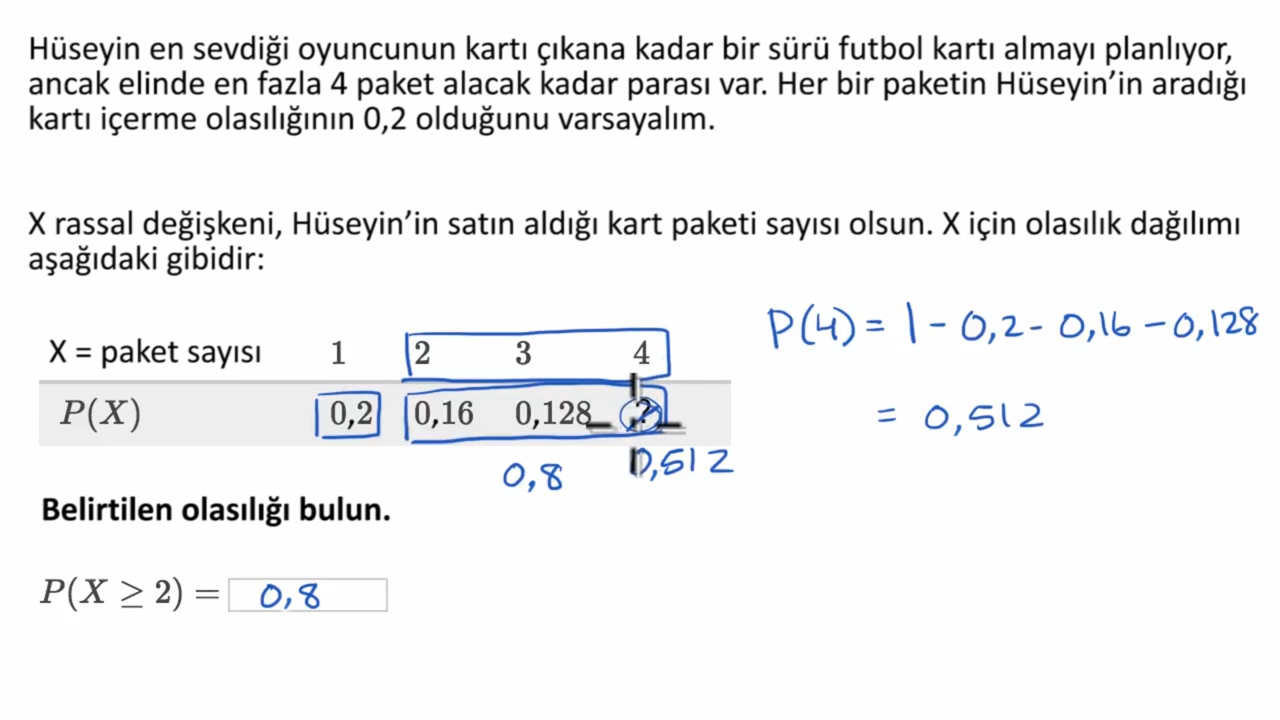 Hüseyin en sevdiği oyuncunun kartı çıkana kadar bir sürü futbol kartı almayı planlıyor,
ancak elinde en fazla 4 paket alacak kadar parası var. Her bir paketin Hüseyin’in aradığı
kartı içerme olasılığının 0,2 olduğunu varsayalım.
X rassal değişkeni, Hüseyin’in satın aldığı kart paketi sayısı olsun. X için olasılık dağılımı
aşağıdaki gibidir:
P(4) = 1 - 0,2 - 0,16 - 0,128
X = paket sayısı 1 2 3 4
P(X) 0,2 0,16 0,128 ?
= 0,512
0,8 0,512
Belirtilen olasılığı bulun.
P(X ≥ 2) = 0,8